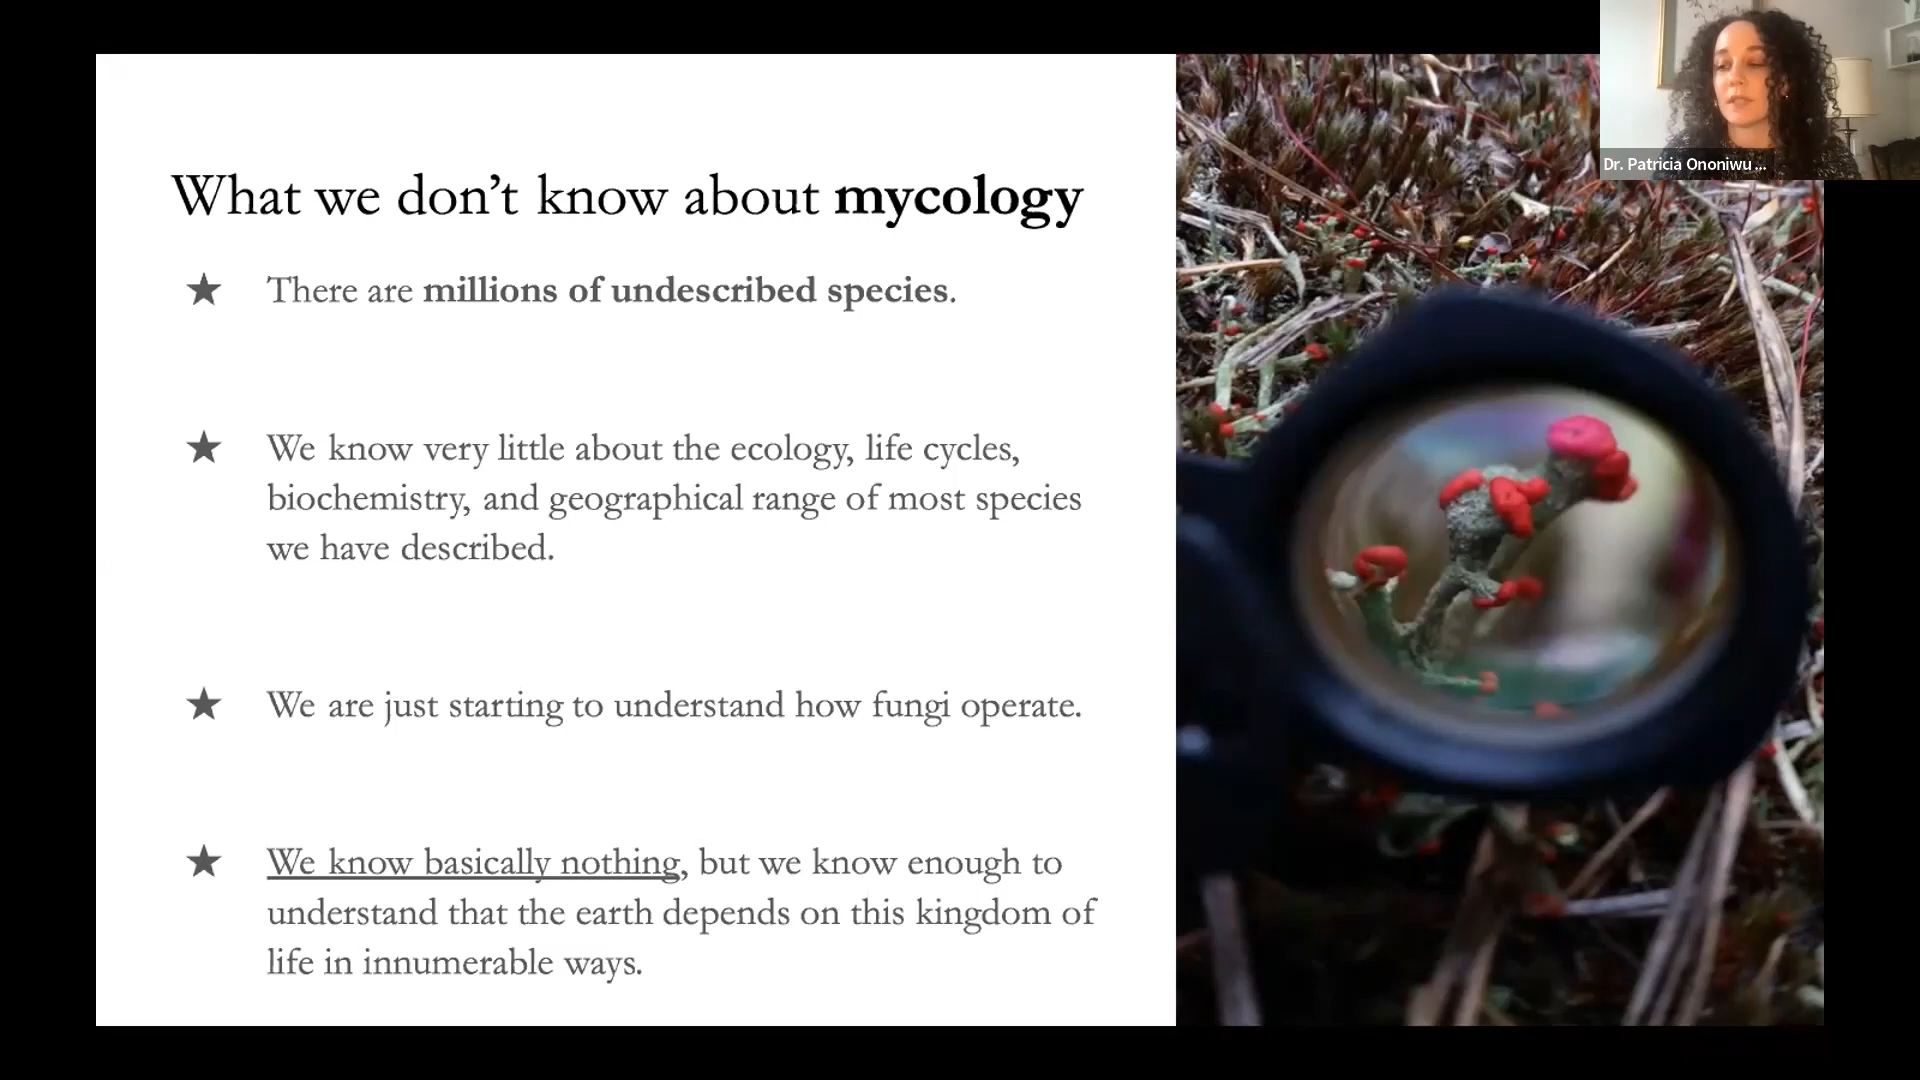 What we don't know about mycology
★ There are millions of undescribed species.
★ We know very little about the ecology, life cycles,
biochemistry, and geographical range of most species
we have described.
★ We are just starting to understand how fungi operate.
★ We know basically nothing, but we know enough to
understand that the earth depends on this kingdom of
life in innumerable ways.
Dr. Patricia Ononiwu ...